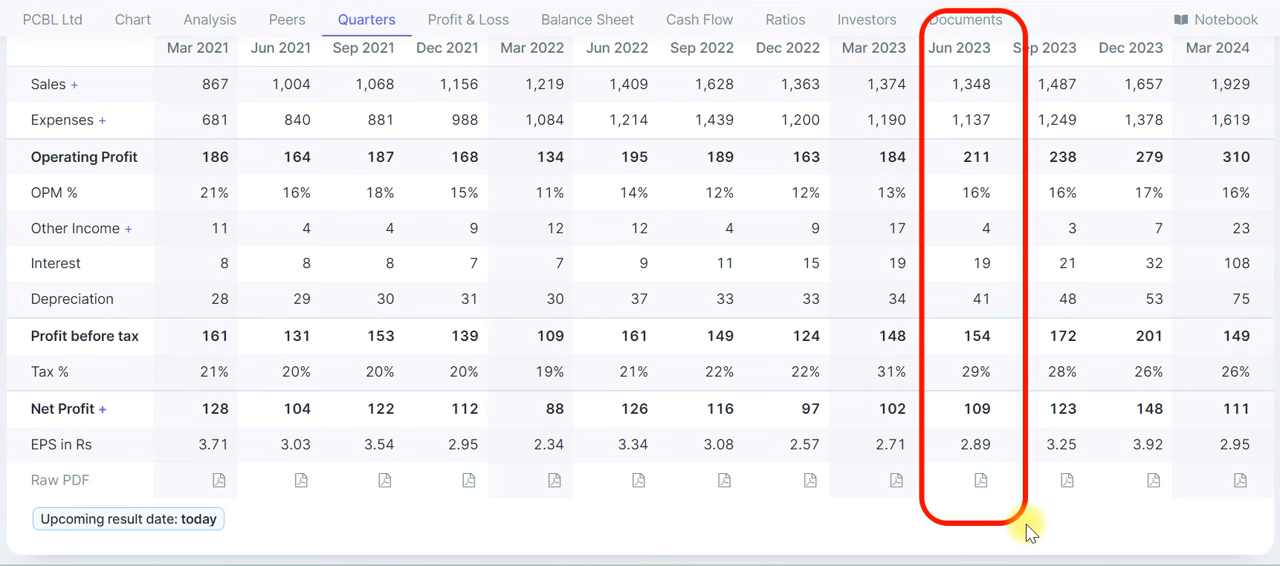 PCBL Ltd Chart Analysis Peers Quarters Profit & Loss Balance Sheet Cash Flow Ratios Investors Documents Notebook
Mar 2021 Jun 2021 Sep 2021 Dec 2021 Mar 2022 Jun 2022 Sep 2022 Dec 2022 Mar 2023 Jun 2023 Sep 2023 Dec 2023 Mar 2024
Sales + 867 1,004 1,068 1,156 1,219 1,409 1,628 1,363 1,374 1,348 1,487 1,657 1,929
Expenses + 681 840 881 988 1,084 1,214 1,439 1,200 1,190 1,137 1,249 1,378 1,619
Operating Profit 186 164 187 168 134 195 189 163 184 211 238 279 310
OPM % 21% 16% 18% 15% 11% 14% 12% 12% 13% 16% 16% 17% 16%
Other Income + 11 4 4 9 12 12 4 9 17 4 3 7 23
Interest 8 8 8 7 7 9 11 15 19 19 21 32 108
Depreciation 28 29 30 31 30 37 33 33 34 41 48 53 75
Profit before tax 161 131 153 139 109 161 149 124 148 154 172 201 149
Tax % 21% 20% 20% 20% 19% 21% 22% 22% 31% 29% 28% 26% 26%
Net Profit + 128 104 122 112 88 126 116 97 102 109 123 148 111
EPS in Rs 3.71 3.03 3.54 2.95 2.34 3.34 3.08 2.57 2.71 2.89 3.25 3.92 2.95
Raw PDF
Upcoming result date: today